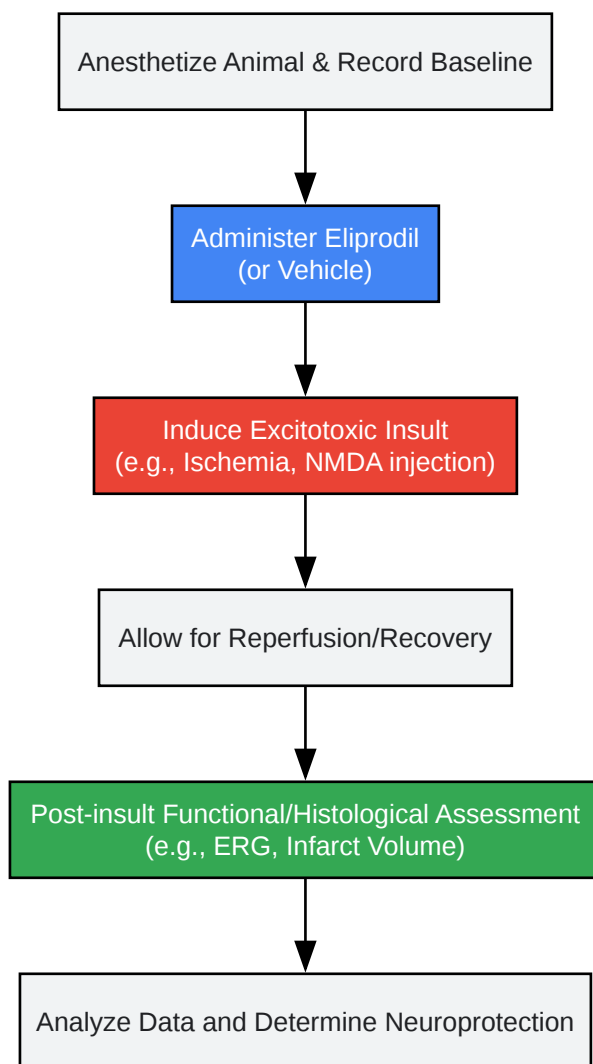 Anesthetize Animal & Record Baseline
Administer Eliprodil
(or Vehicle)
Induce Excitotoxic Insult
(e.g., Ischemia, NMDA injection)
Allow for Reperfusion/Recovery
Post-insult Functional/Histological Assessment
(e.g., ERG, Infarct Volume)
Analyze Data and Determine Neuroprotection